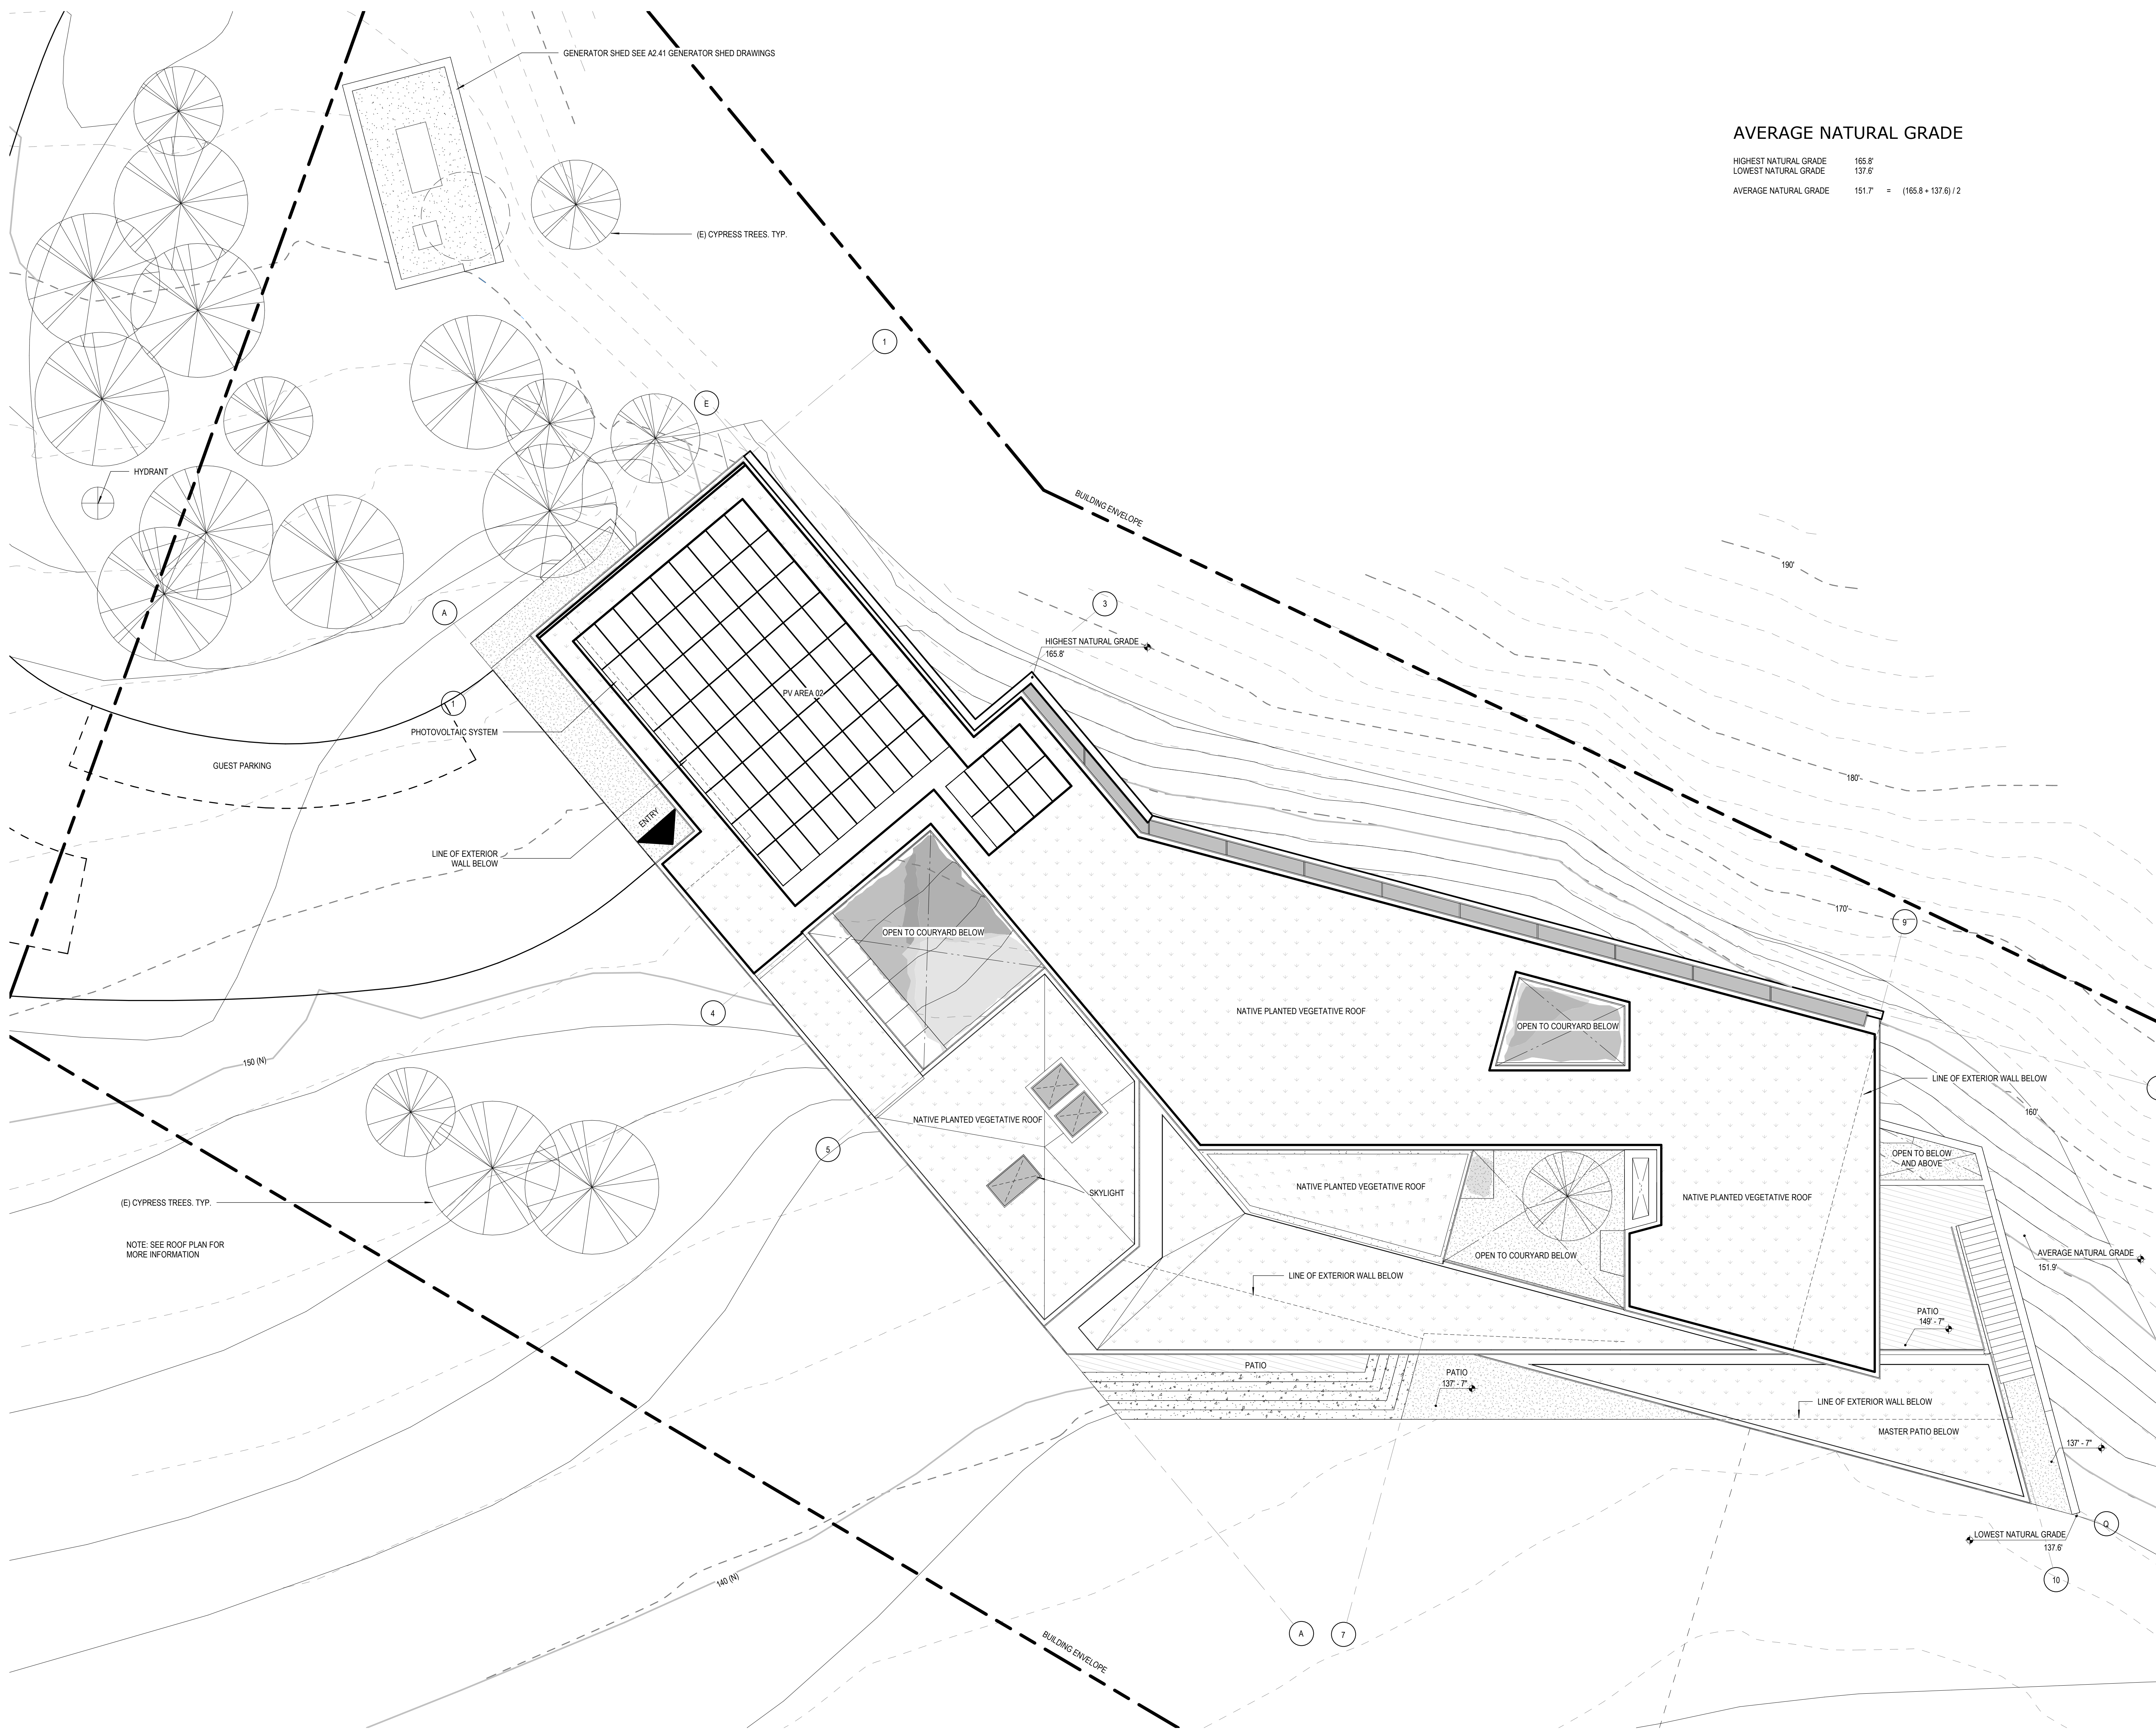 GENERATOR SHED SEE A2.41 GENERATOR SHED DRAWINGS
AVERAGE NATURAL GRADE
HIGHEST NATURAL GRADE 165.8'
LOWEST NATURAL GRADE 137.6'
AVERAGE NATURAL GRADE 151.7' = (165.8 + 137.6) / 2
(E) CYPRESS TREES. TYP.
1
E
HYDRANT
BUILDING ENVELOPE
190'
A
3
HIGHEST NATURAL GRADE
165.8'
PV AREA 02
1
PHOTOVOLTAIC SYSTEM
GUEST PARKING
180'
ENTRY
LINE OF EXTERIOR
WALL BELOW
170'
9
OPEN TO COURYARD BELOW
4
NATIVE PLANTED VEGETATIVE ROOF
OPEN TO COURYARD BELOW
150 (N)
LINE OF EXTERIOR WALL BELOW
160'
NATIVE PLANTED VEGETATIVE ROOF
5
OPEN TO BELOW
AND ABOVE
SKYLIGHT
NATIVE PLANTED VEGETATIVE ROOF
NATIVE PLANTED VEGETATIVE ROOF
(E) CYPRESS TREES. TYP.
NOTE: SEE ROOF PLAN FOR
MORE INFORMATION
OPEN TO COURYARD BELOW
AVERAGE NATURAL GRADE
151.9'
LINE OF EXTERIOR WALL BELOW
PATIO
149' - 7"
PATIO
PATIO
137' - 7"
LINE OF EXTERIOR WALL BELOW
MASTER PATIO BELOW
137' - 7"
Q
LOWEST NATURAL GRADE
137.6'
140 (N)
10
A
7
BUILDING ENVELOPE